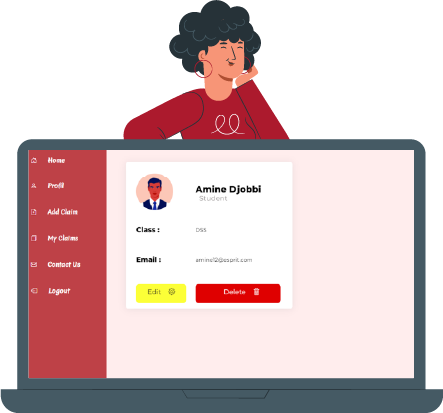 Home
Profil
Add Claim
My Claims
Contact Us
Logout
Amine Djobbi
Student
Class : DS5
Email : amine12@esprit.com
Edit
Delete